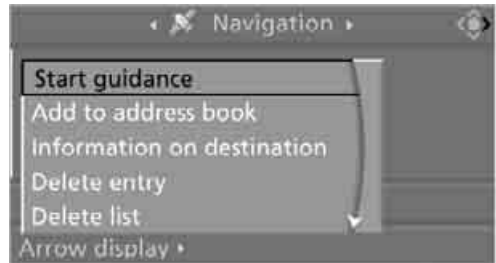 Navigation
Start guidance
Add to address book
Information on destination
Delete entry
Delete list
Arrow display